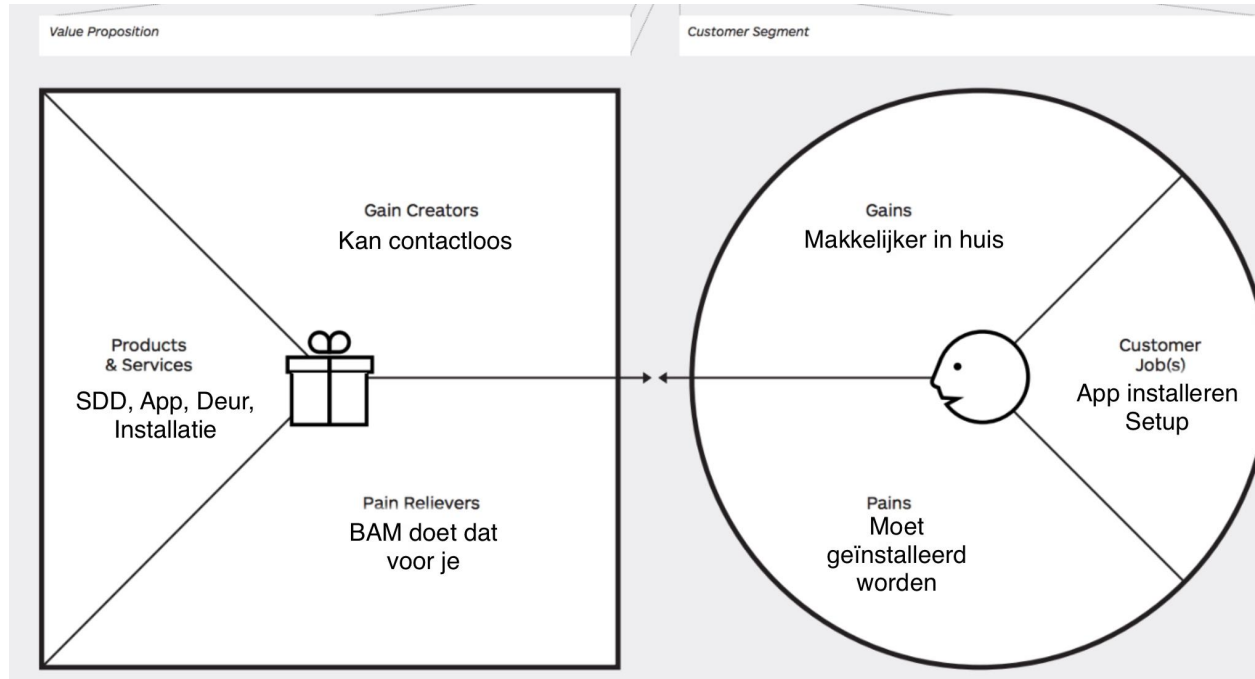 Value Proposition
Customer Segment
Gain Creators
Kan contactloos
Gains
Makkelijker in huis
Products
& Services
SDD, App, Deur,
Installatie
Customer
Job(s)
App installeren
Setup
Pain Relievers
BAM doet dat
voor je
Pains
Moet
geïnstalleerd
worden